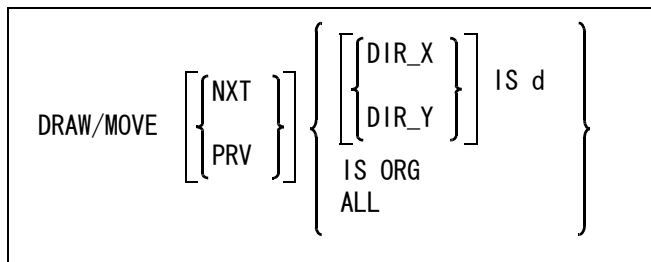 DIR_X
NXT
IS d
DRAW/MOVE
DIR_Y
PRV
IS ORG
ALL